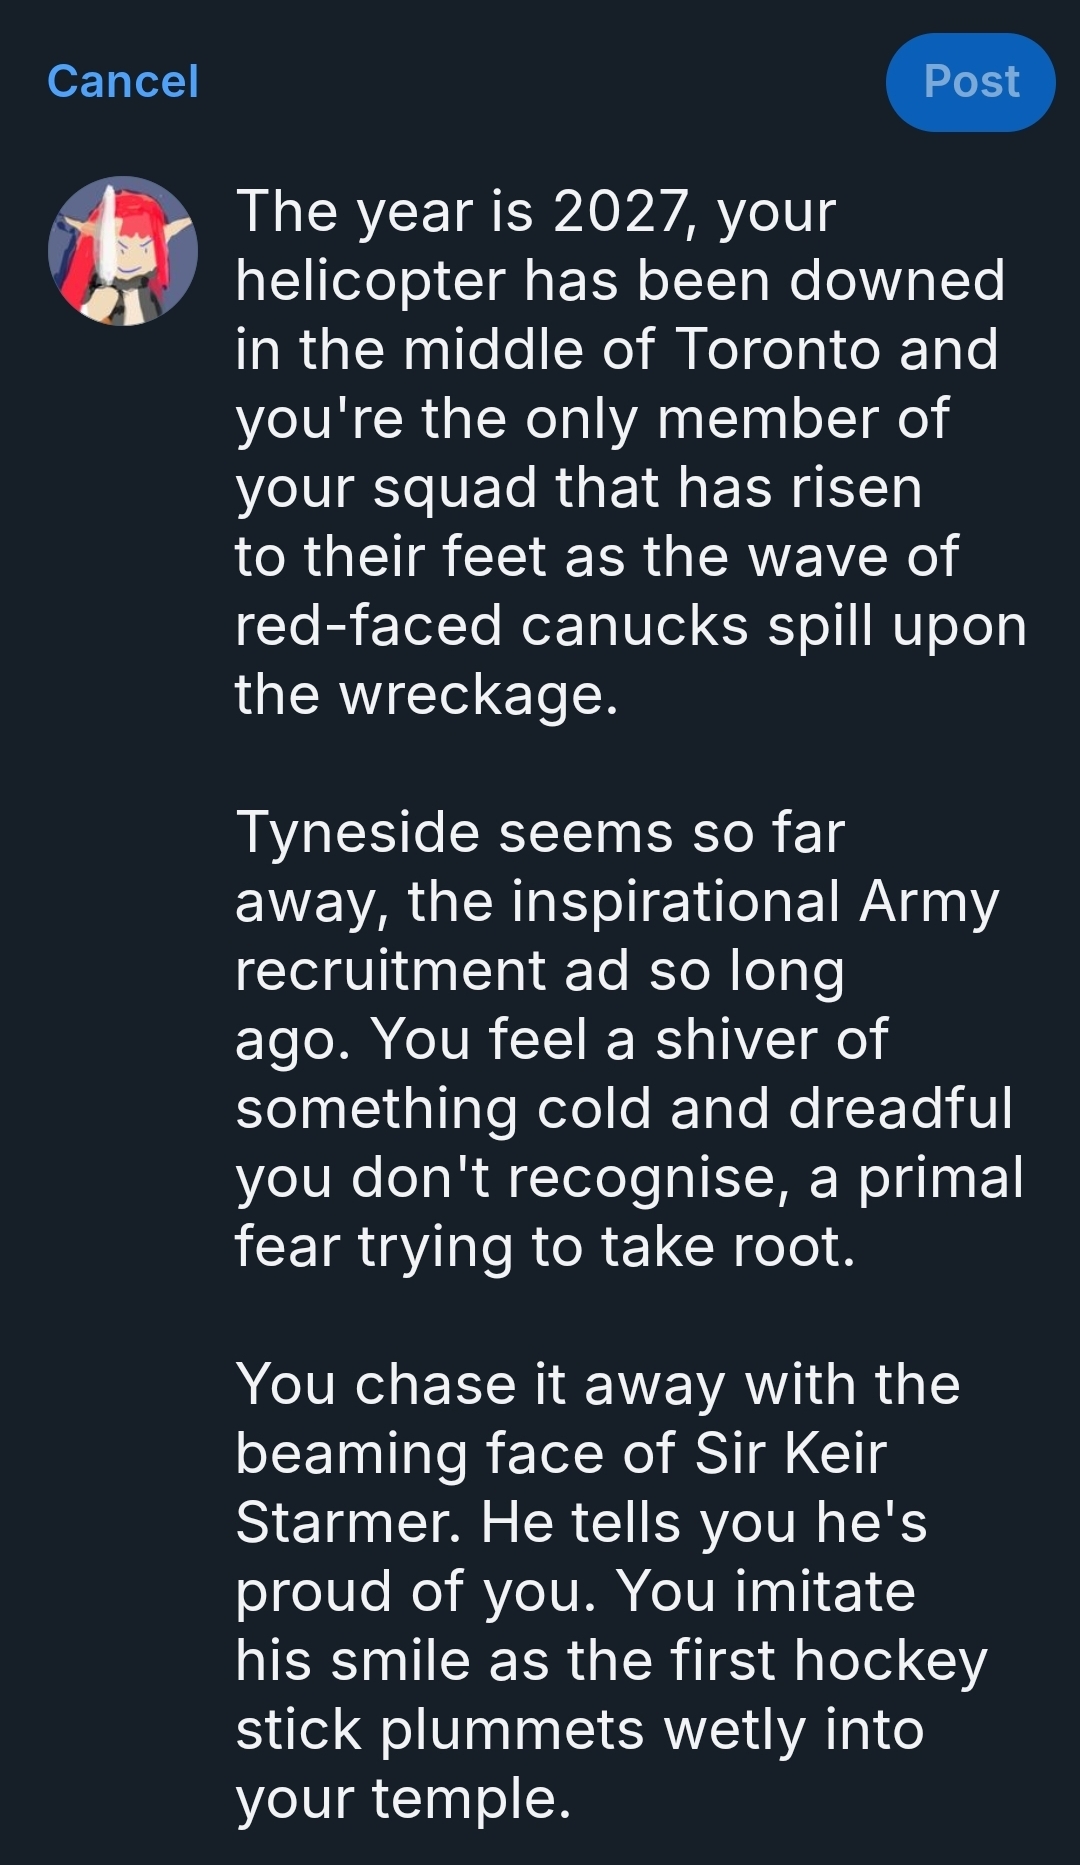 Cancel
Post
The year is 2027, your
helicopter has been downed
in the middle of Toronto and
you're the only member of
your squad that has risen
to their feet as the wave of
red-faced canucks spill upon
the wreckage.
Tyneside seems so far
away, the inspirational Army
recruitment ad so long
ago. You feel a shiver of
something cold and dreadful
you don't recognise, a primal
fear trying to take root.
You chase it away with the
beaming face of Sir Keir
Starmer. He tells you he's
proud of you. You imitate
his smile as the first hockey
stick plummets wetly into
your temple.